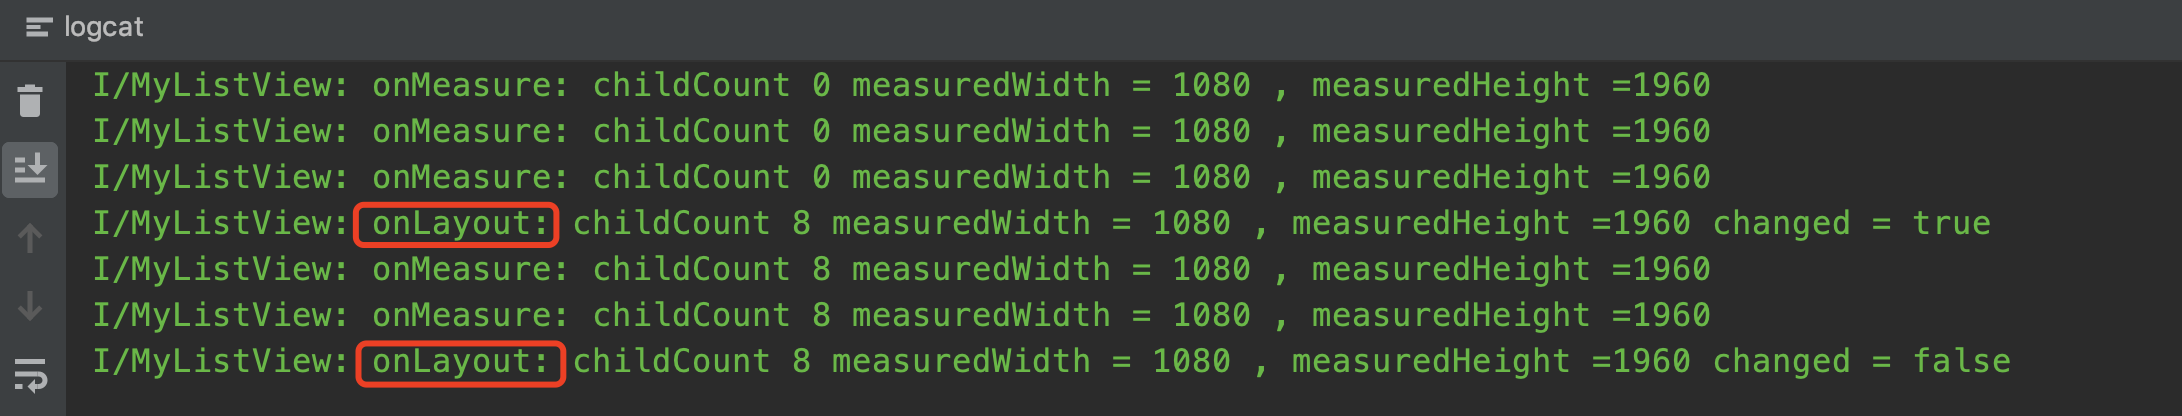 logcat
I/MyListView: onMeasure: childCount 0 measuredWidth = 1080 , measuredHeight =1960
I/MyListView: onMeasure: childCount 0 measuredWidth = 1080 , measuredHeight =1960
I/MyListView: onMeasure: childCount 0 measuredWidth = 1080 , measuredHeight =1960
I/MyListView: onLayout: childCount 8 measuredWidth = 1080 , measuredHeight =1960 changed = true
I/MyListView: onMeasure: childCount 8 measuredWidth = 1080 , measuredHeight =1960
I/MyListView: onMeasure: childCount 8 measuredWidth = 1080 , measuredHeight =1960
I/MyListView: onLayout: childCount 8 measuredWidth = 1080 , measuredHeight =1960 changed = false